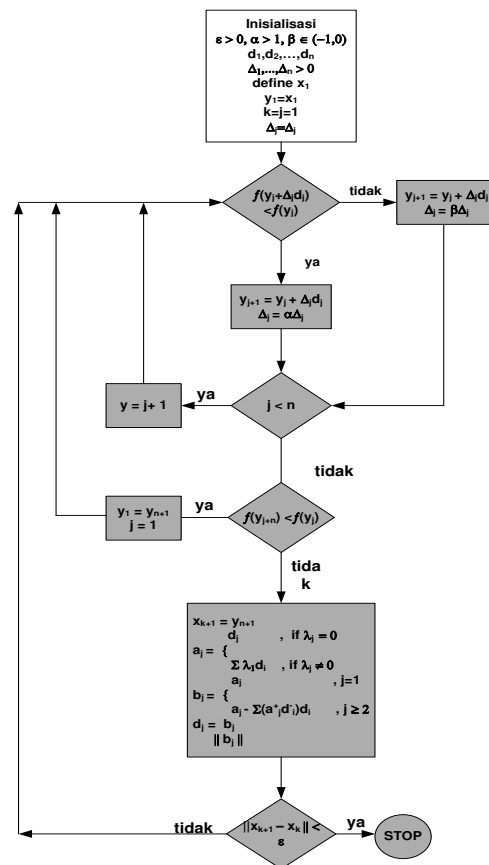 Inisialisasi
ε > 0, α > 1, β ∈ (-1,0)
d₁,d₂,...,dₙ
Δ₁,...,Δₙ > 0
define x₁
y₁=x₁
k=j=1
Δⱼ=Δⱼ
f(yⱼ+Δⱼdⱼ)
<f(yⱼ)
tidak
yⱼ₊₁ = yⱼ + Δⱼdⱼ
Δⱼ = βΔⱼ
ya
yⱼ₊₁ = yⱼ + Δⱼdⱼ
Δⱼ = αΔⱼ
j < n
ya
y = j+ 1
tidak
f(yⱼ₊ₙ) <f(yⱼ)
ya
y₁ = yₙ₊₁
j = 1
tida
k
xₖ₊₁ = yₙ₊₁
dⱼ , if λⱼ = 0
aⱼ = {
Σ λ₁dᵢ , if λⱼ ≠ 0
aⱼ , j=1
bⱼ = {
aⱼ - Σ(a⁺ⱼd⁻ᵢ)dᵢ , j ≥ 2
dⱼ = bⱼ
|| bⱼ ||
||xₖ₊₁ – xₖ|| <
ε
tidak
ya
STOP